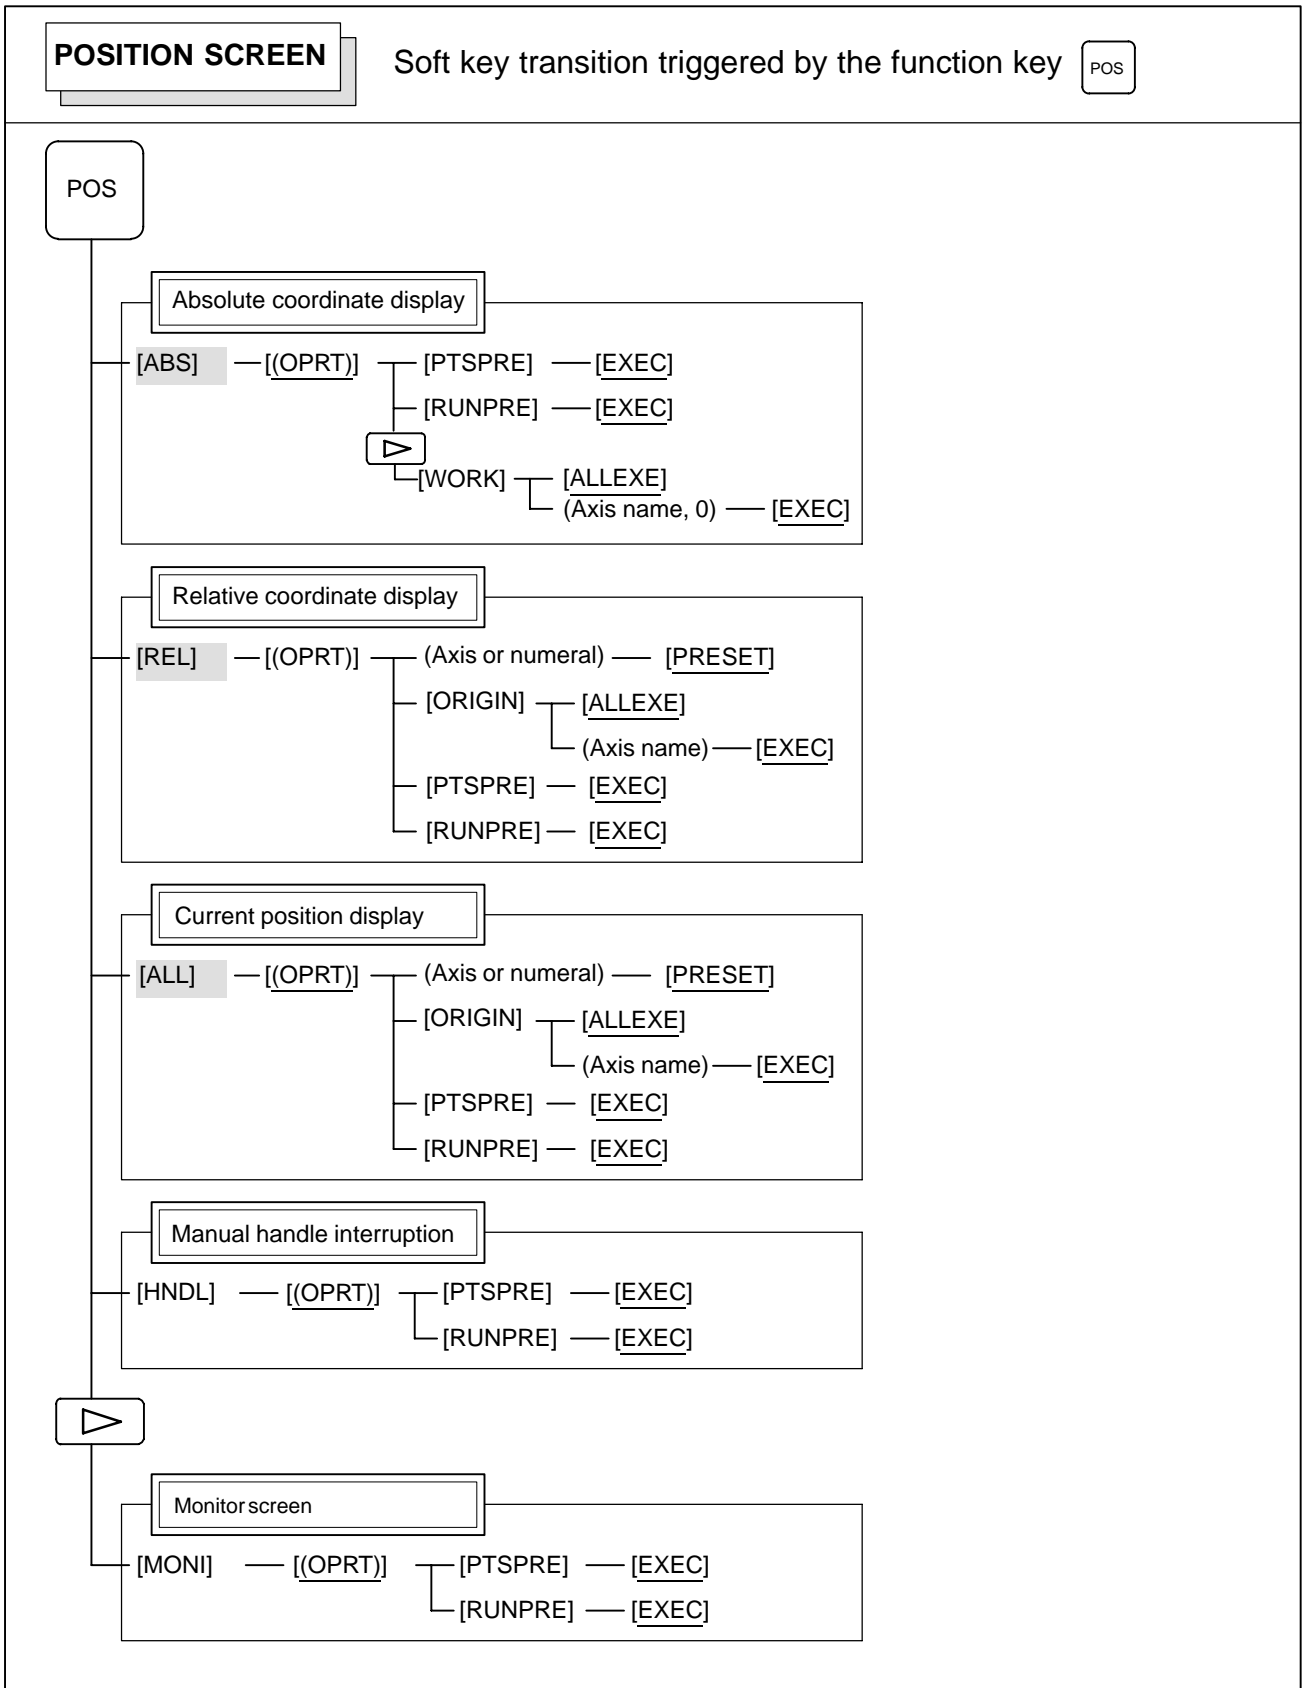 POSITION SCREEN
Soft key transition triggered by the function key POS
POS
Absolute coordinate display
[ABS] [(OPRT)] [PTSPRE] [EXEC]
[RUNPRE] [EXEC]
[WORK] [ALLEXE]
(Axis name, 0) [EXEC]
Relative coordinate display
[REL] [(OPRT)] (Axis or numeral) [PRESET]
[ORIGIN] [ALLEXE]
(Axis name) [EXEC]
[PTSPRE] [EXEC]
[RUNPRE] [EXEC]
Current position display
[ALL] [(OPRT)] (Axis or numeral) [PRESET]
[ORIGIN] [ALLEXE]
(Axis name) [EXEC]
[PTSPRE] [EXEC]
[RUNPRE] [EXEC]
Manual handle interruption
[HNDL] [(OPRT)] [PTSPRE] [EXEC]
[RUNPRE] [EXEC]
Monitor screen
[MONI] [(OPRT)] [PTSPRE] [EXEC]
[RUNPRE] [EXEC]